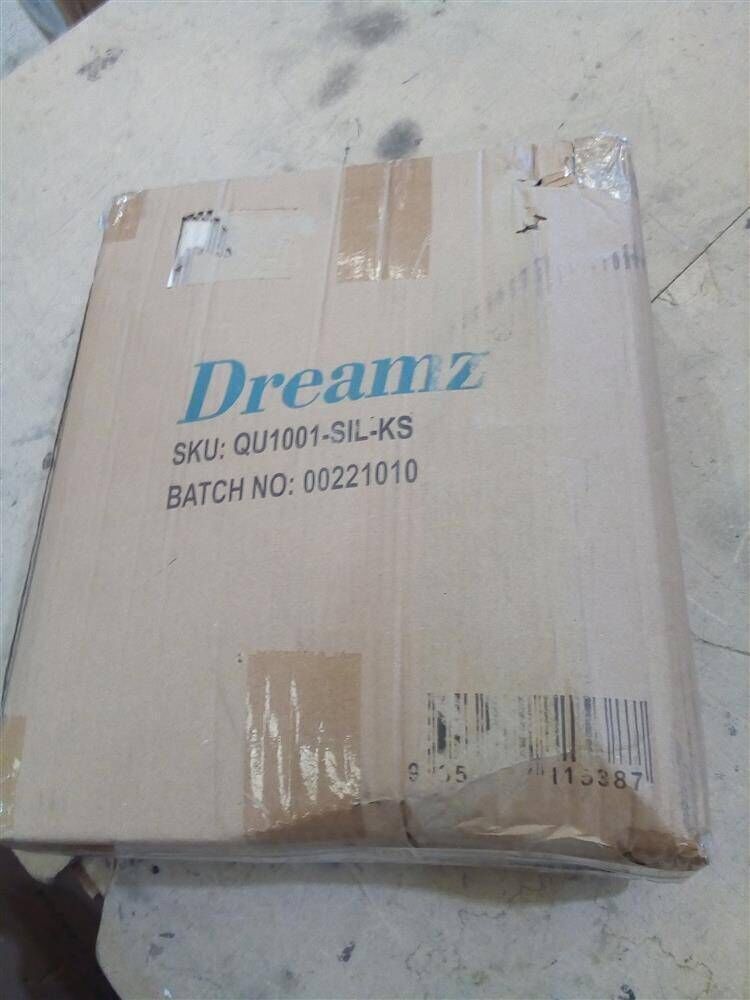 Dreamz
SKU: QU1001-SIL-KS
BATCH NO: 00221010